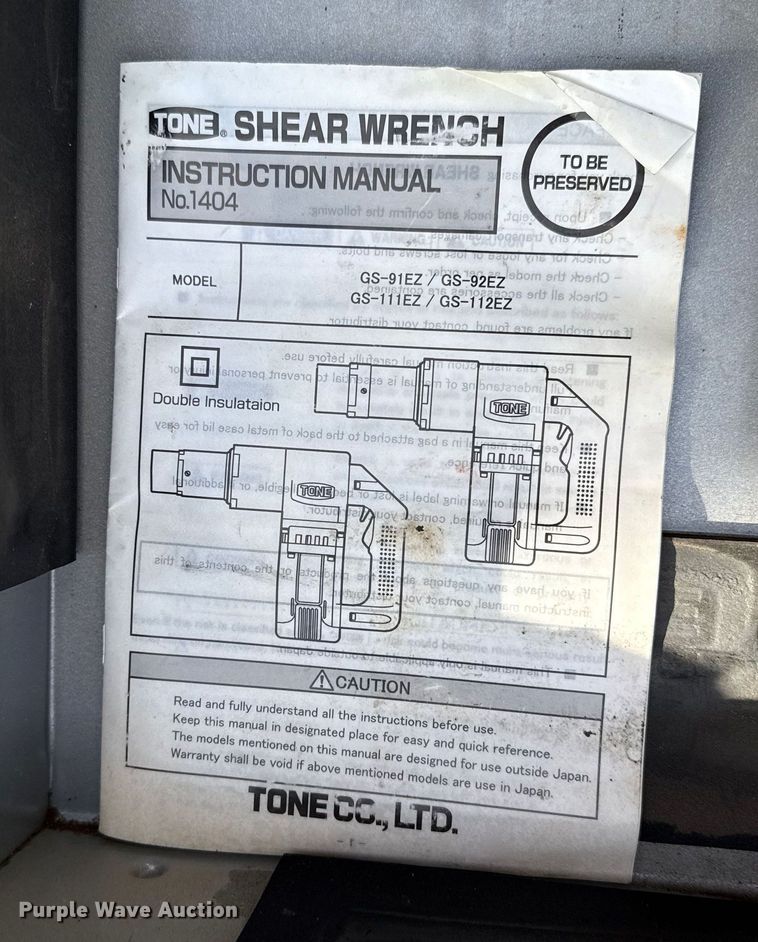 TONE® SHEAR WRENCH
INSTRUCTION MANUAL
No.1404
TO BE
PRESERVED
MODEL
GS-91EZ / GS-92EZ
GS-111EZ / GS-112EZ
Double Insulataion
TONE
TONE
CAUTION
Read and fully understand all the instructions before use.
Keep this manual in designated place for easy and quick reference.
The models mentioned on this manual are designed for use outside Japan.
Warranty shall be void if above mentioned models are use in Japan.
TONE CO., LTD.
- 1 -
Purple Wave Auction